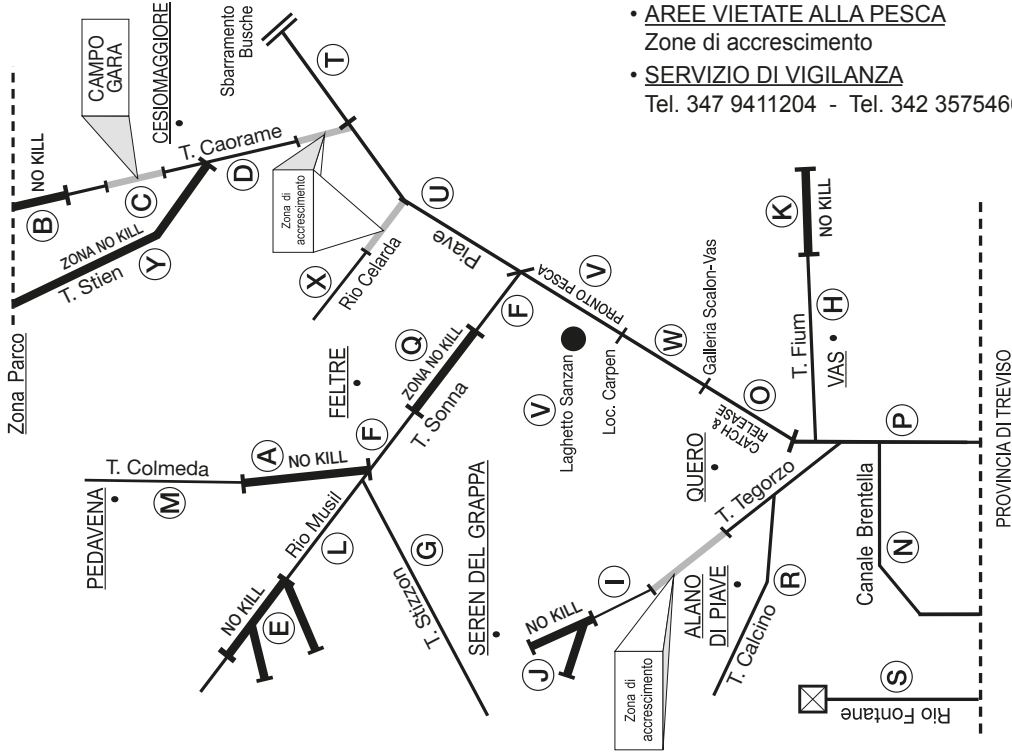 • AREE VIETATE ALLA PESCA
Zone di accrescimento
• SERVIZIO DI VIGILANZA
Tel. 347 9411204 - Tel. 342 3575460
Zona Parco
B
NO KILL
C
CAMPO
GARA
CESIOMAGGIORE
T. Caorame
D
Sbarramento
Busche
T
Y
ZONA NO KILL
T. Stien
Zona di
accrescimento
X
Rio Celarda
U
Piave
PEDAVENA
M
T. Colmeda
A
NO KILL
FELTRE
F
Q
ZONA NO KILL
T. Sonna
F
V
PRONTO PESCA
V
Laghetto Sanzan
Loc. Carpen
W
Galleria Scalon-Vas
O
CATCH &
RELEASE
K
NO KILL
H
T. Fium
VAS
E
NO KILL
L
Rio Musil
G
T. Stizzon
SEREN DEL GRAPPA
J
NO KILL
I
QUERO
T. Tegorzo
Zona di
accrescimento
ALANO
DI PIAVE
R
T. Calcino
P
Canale Brentella
N
S
Rio Fontane
PROVINCIA DI TREVISO